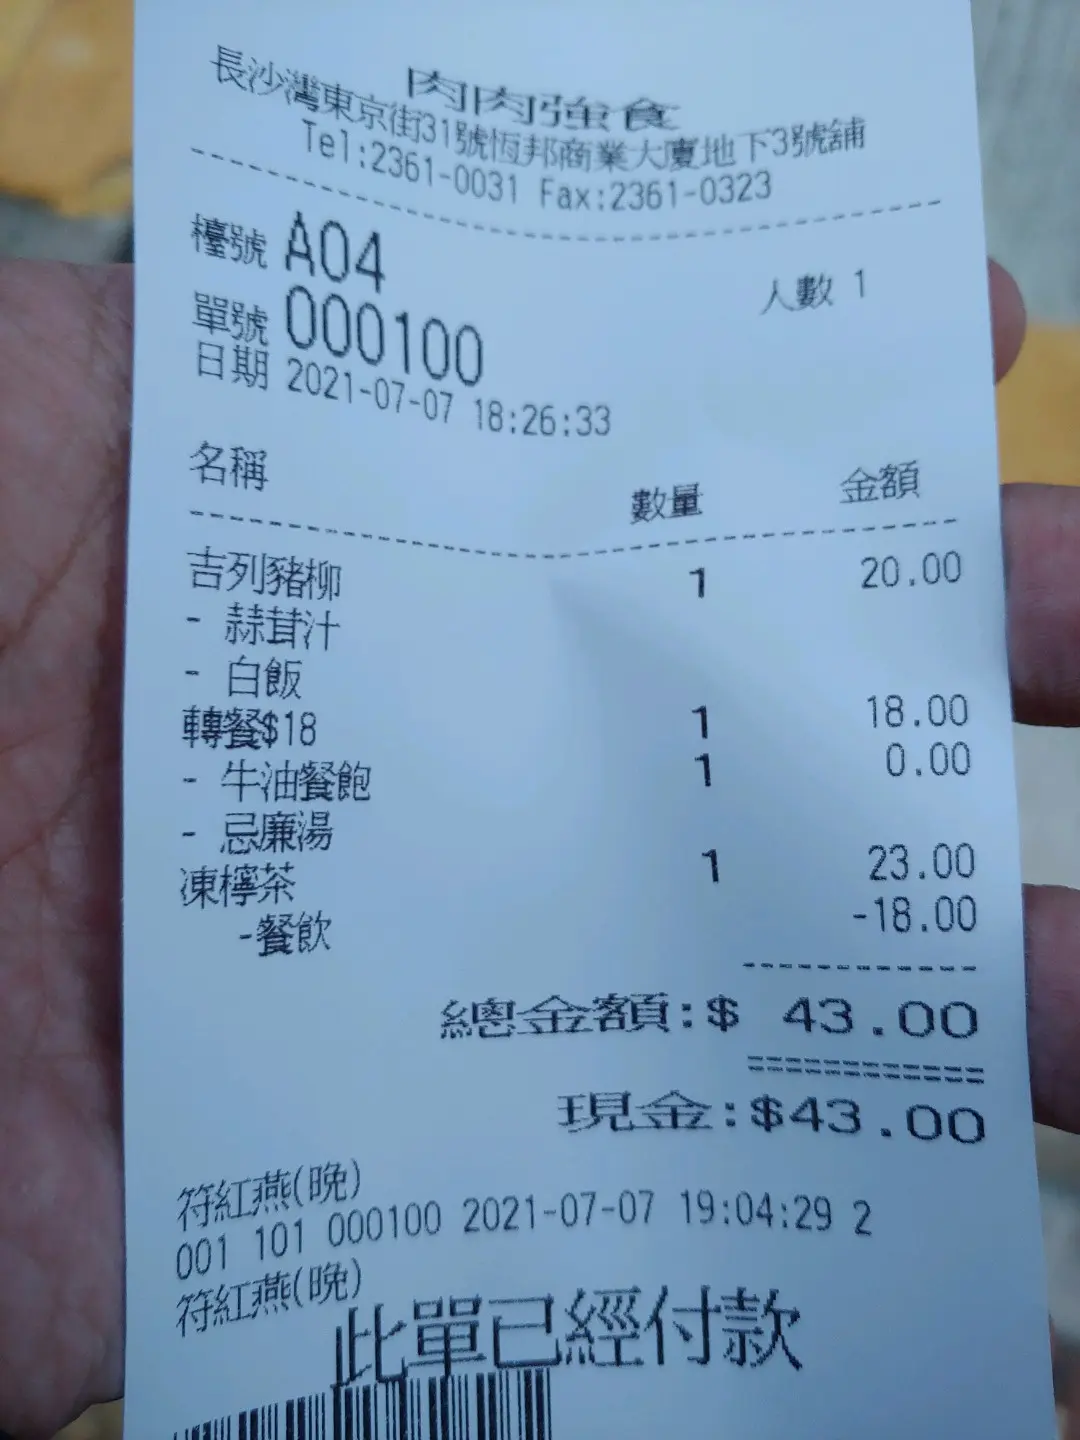 肉肉強食
長沙灣東京街31號恆邦商業大廈地下3號舖
Tel:2361-0031 Fax:2361-0323
檯號 A04 人數 1
單號 000100
日期 2021-07-07 18:26:33
名稱 數量 金額
吉列豬柳 1 20.00
- 蒜茸汁
- 白飯
轉餐$18 1 18.00
- 牛油餐飽 1 0.00
- 忌廉湯
凍檸茶 1 23.00
-餐飲 -18.00
總金額:$ 43.00
現金:$43.00
符紅燕(晚)
001 101 000100 2021-07-07 19:04:29 2
符紅燕(晚)
此單已經付款